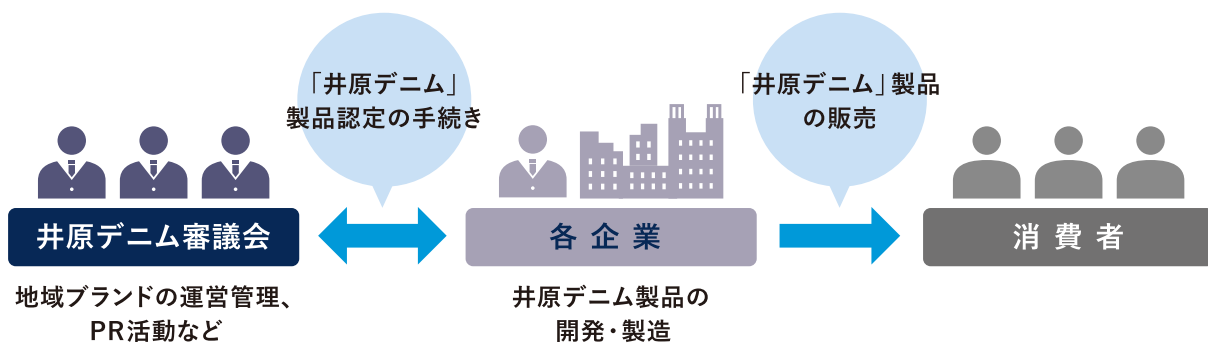 「井原デニム」
製品認定の手続き
「井原デニム」製品
の販売
井原デニム審議会
各企業
消費者
地域ブランドの運営管理、
PR活動など
井原デニム製品の
開発・製造